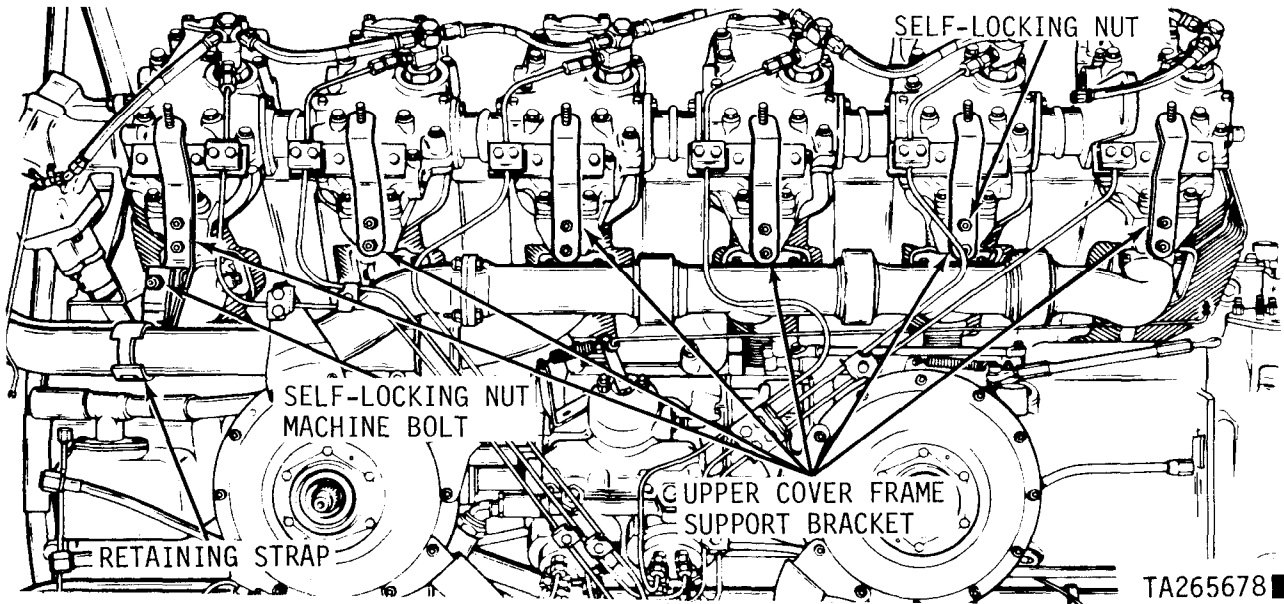 SELF-LOCKING NUT
SELF-LOCKING NUT
MACHINE BOLT
UPPER COVER FRAME
SUPPORT BRACKET
RETAINING STRAP
TA265678